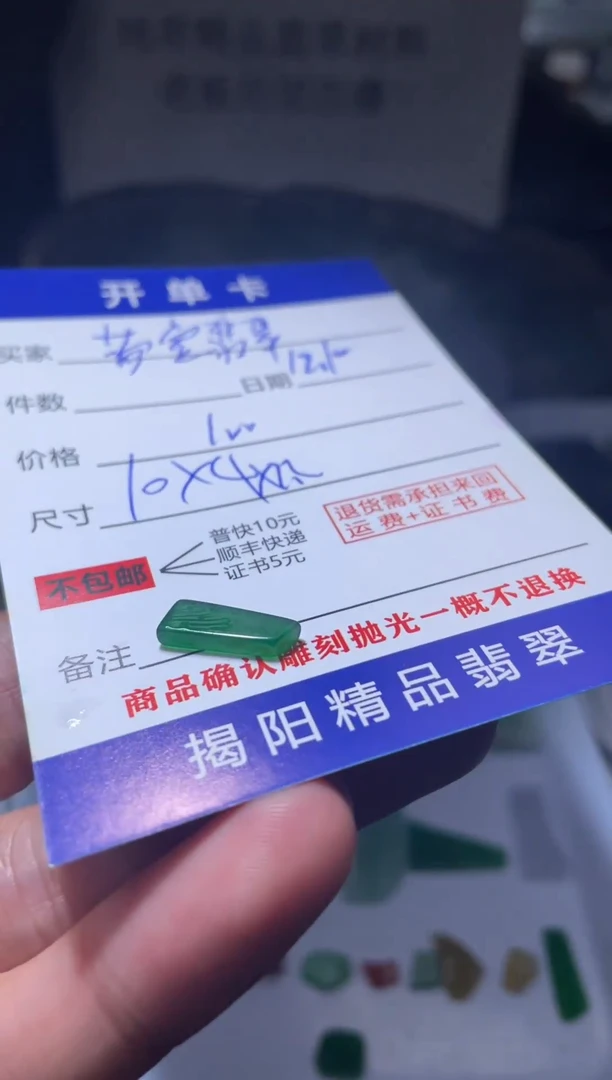 开单卡
买家
日期
件数
价格 100
尺寸 10X
普快10元
顺丰快递
证书5元
不包邮
退货需承担来回
运费+证书费
备注
商品确认雕刻抛光一概不退换
揭阳精品翡翠